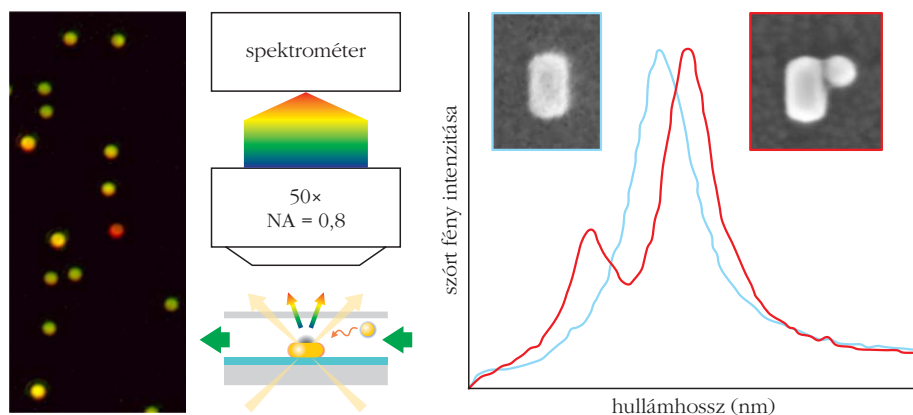 spektrométer
50×
NA = 0,8
szórt fény intenzitása
hullámhossz (nm)